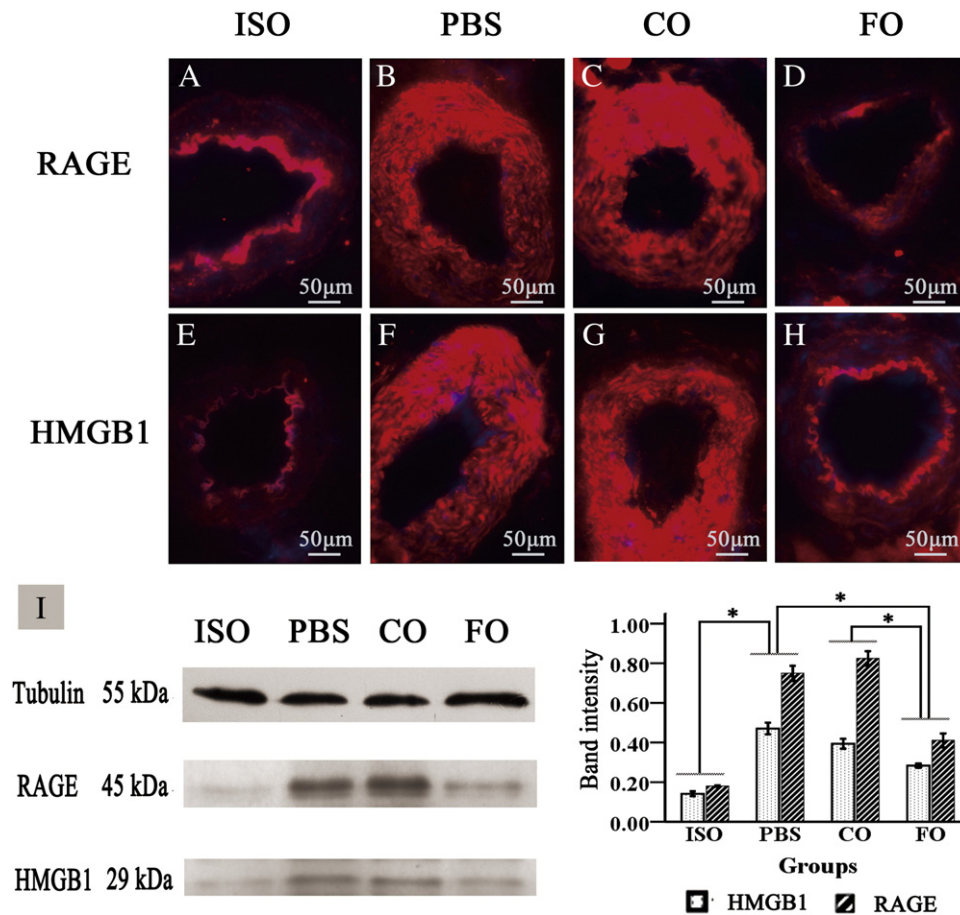 ISO PBS CO FO
RAGE
A B C D
50μm 50μm 50μm 50μm
HMGB1
E F G H
50μm 50μm 50μm 50μm
I
ISO PBS CO FO
Tubulin 55 kDa
RAGE 45 kDa
HMGB1 29 kDa
* * *
Band intensity
1.00
0.80
0.60
0.40
0.20
0.00
ISO PBS CO FO
Groups
HMGB1 RAGE